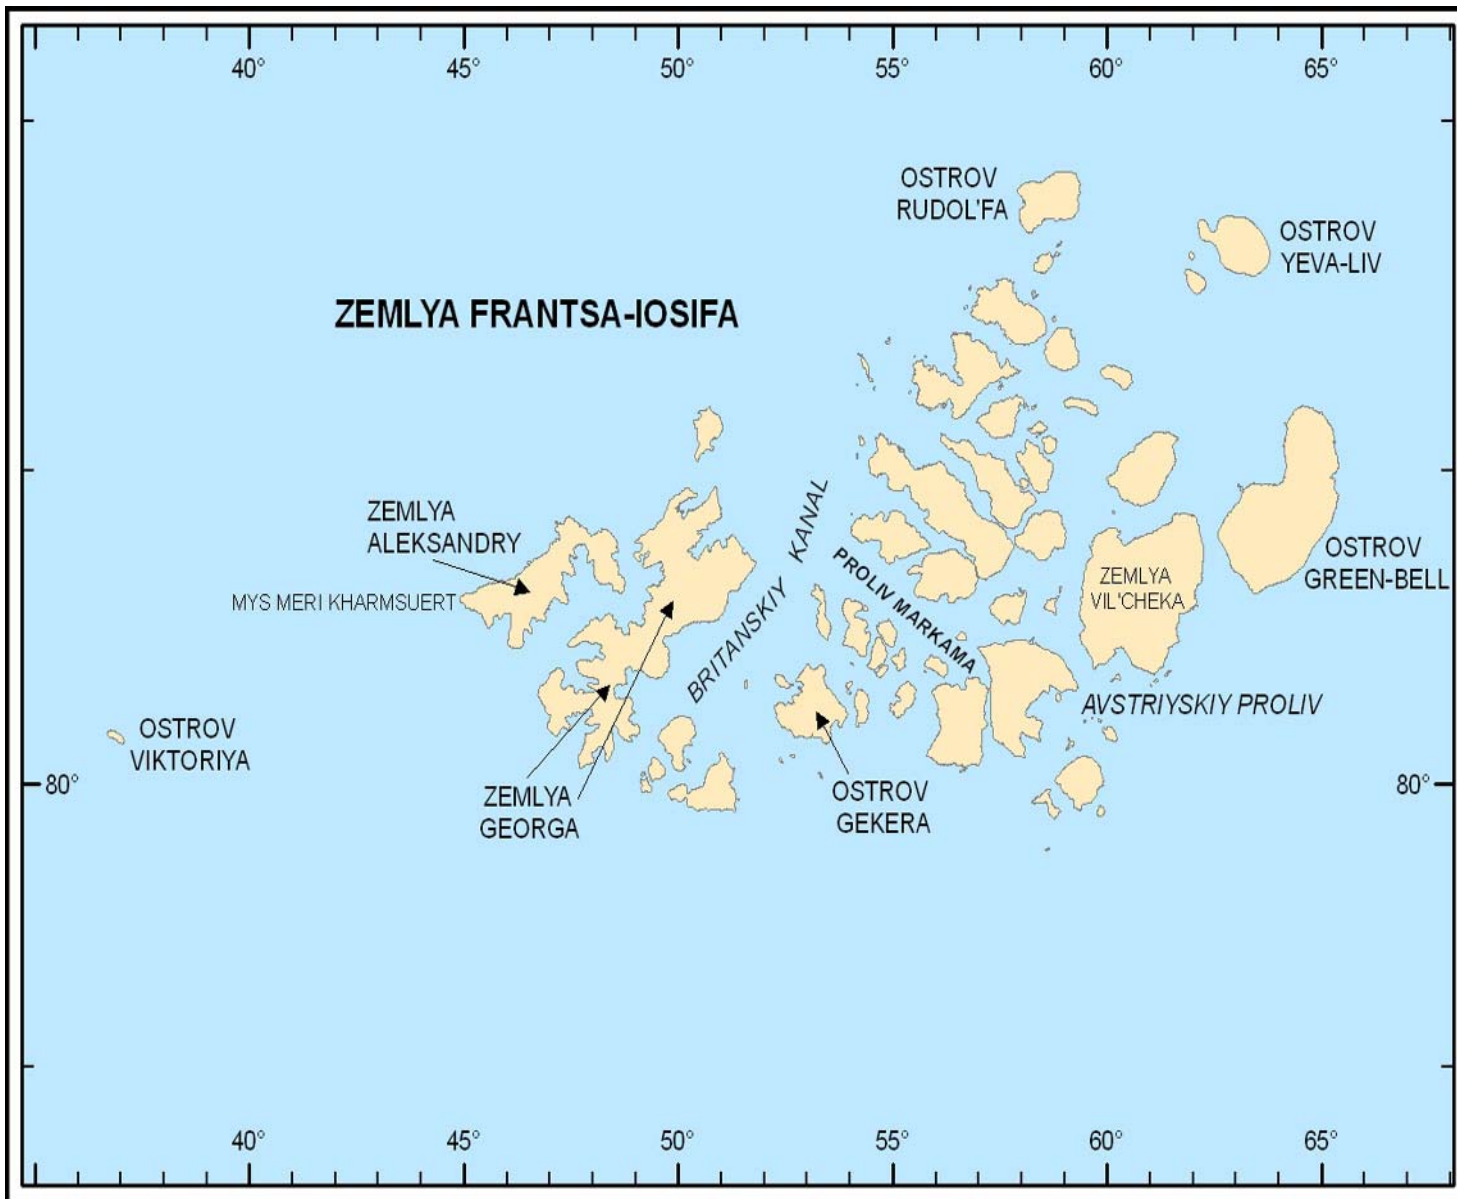 40° 45° 50° 55° 60° 65°
OSTROV
RUDOL'FA
OSTROV
YEVA-LIV
ZEMLYA FRANTSA-IOSIFA
ZEMLYA
ALEKSANDRY
MYS MERI KHARMSUERT
BRITANSKIY KANAL
PROLIV MARKAMA
ZEMLYA
VIL'CHEKA
OSTROV
GREEN-BELL
AVSTRIYSKIY PROLIV
OSTROV
VIKTORIYA
80° 80°
ZEMLYA
GEORGA
OSTROV
GEKERA
40° 45° 50° 55° 60° 65°